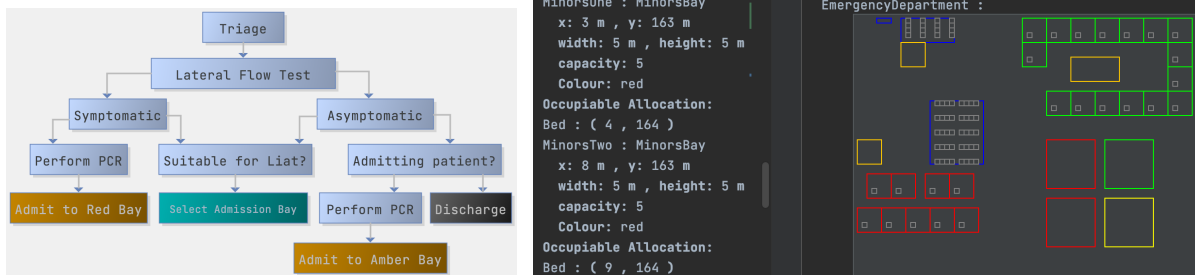 Triage
Lateral Flow Test
Symptomatic
Asymptomatic
Perform PCR
Suitable for Liat?
Admitting patient?
Admit to Red Bay
Select Admission Bay
Perform PCR
Discharge
Admit to Amber Bay
MinorsOne : MinorsBay
x: 3 m , y: 163 m
width: 5 m , height: 5 m
capacity: 5
Colour: red
Occupiable Allocation:
Bed : ( 4 , 164 )
MinorsTwo : MinorsBay
x: 8 m , y: 163 m
width: 5 m , height: 5 m
capacity: 5
Colour: red
Occupiable Allocation:
Bed : ( 9 , 164 )
EmergencyDepartment :